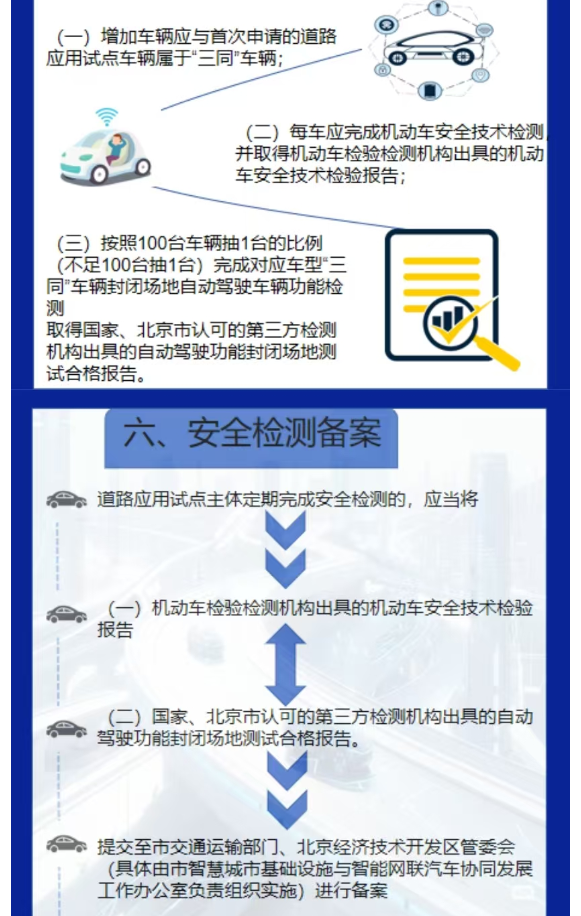 （一）增加车辆应与首次申请的道路
应用试点车辆属于“三同”车辆；
（二）每车应完成机动车安全技术检测，
并取得机动车检验检测机构出具的机动
车安全技术检验报告；
（三）按照100台车辆抽1台的比例
（不足100台抽1台）完成对应车型“三
同”车辆封闭场地自动驾驶车辆功能检
测
取得国家、北京市认可的第三方检测
机构出具的自动驾驶功能封闭场地测
试合格报告。
六、安全检测备案
道路应用试点主体定期完成安全检测的，应当将
（一）机动车检验检测机构出具的机动车安全技术检验
报告
（二）国家、北京市认可的第三方检测机构出具的自动
驾驶功能封闭场地测试合格报告。
提交至市交通运输部门、北京经济技术开发区管委会
（具体由市智慧城市基础设施与智能网联汽车协同发展
工作办公室负责组织实施）进行备案